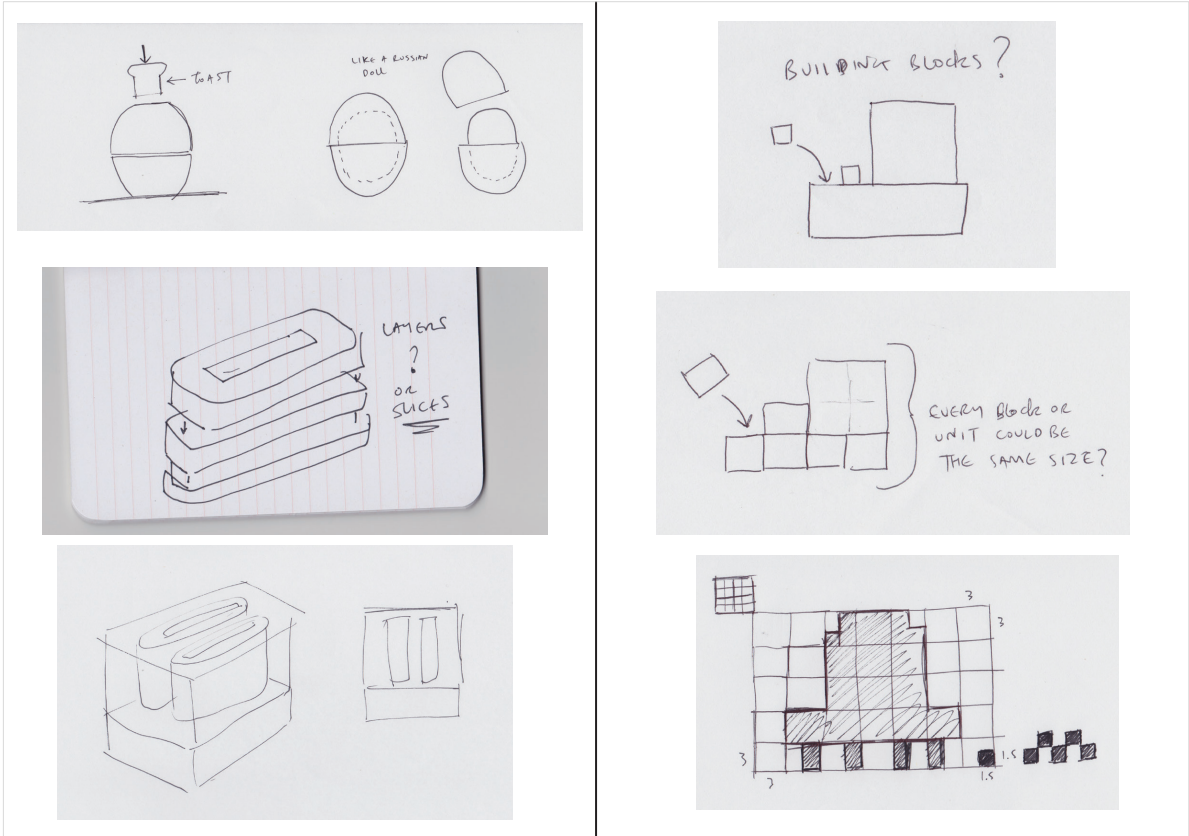 TOAST
LIKE A RUSSIAN
DOLL
LAYERS
?
OR
SLICES
BUILDING BLOCKS?
EVERY BLOCK OR
UNIT COULD BE
THE SAME SIZE?
3
3
3
3
1.5
1.5